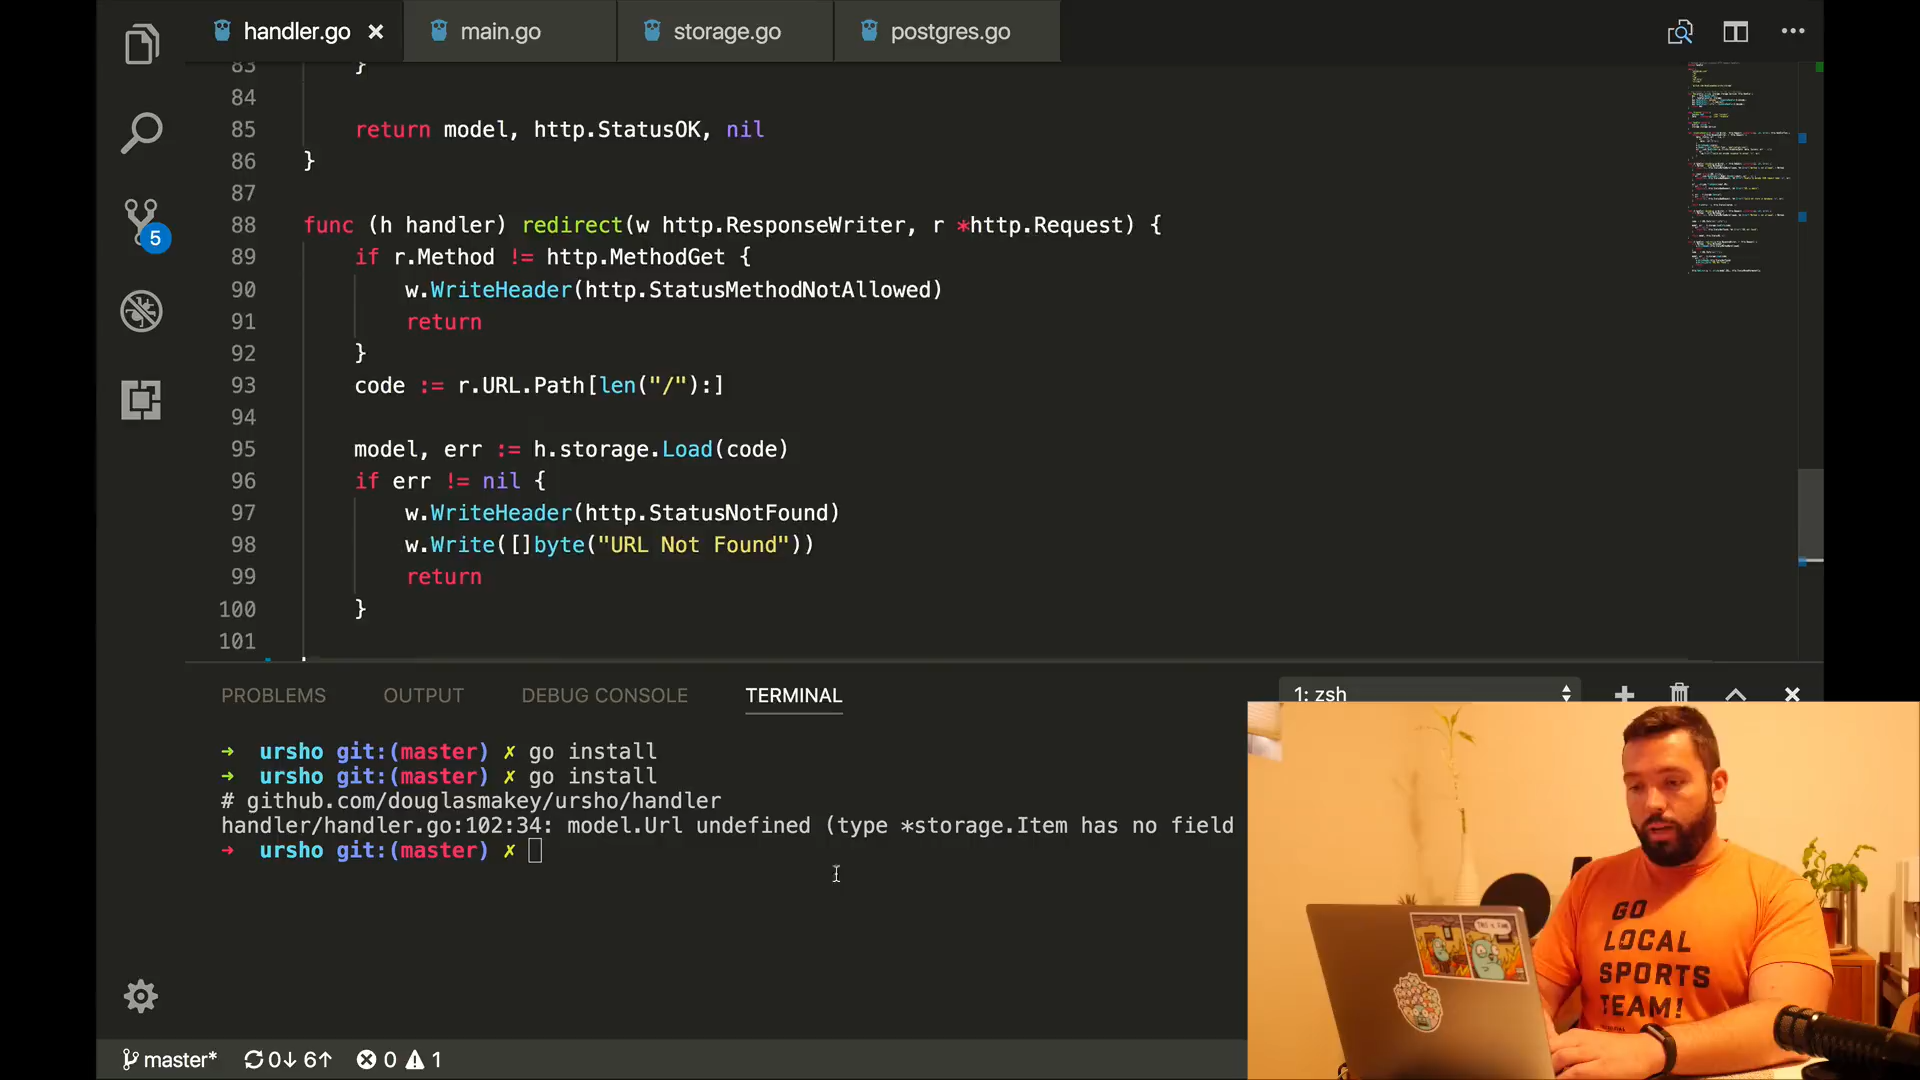 handler.go
main.go
storage.go
postgres.go
83 }
84
85 return model, http.StatusOK, nil
86 }
87
88 func (h handler) redirect(w http.ResponseWriter, r *http.Request) {
89 if r.Method != http.MethodGet {
90 w.WriteHeader(http.StatusMethodNotAllowed)
91 return
92 }
93 code := r.URL.Path[len("/"):]
94
95 model, err := h.storage.Load(code)
96 if err != nil {
97 w.WriteHeader(http.StatusNotFound)
98 w.Write([]byte("URL Not Found"))
99 return
100 }
101
5
PROBLEMS
OUTPUT
DEBUG CONSOLE
TERMINAL
1: zsh
→ ursho git:(master) ✗ go install
→ ursho git:(master) ✗ go install
# github.com/douglasmakey/ursho/handler
handler/handler.go:102:34: model.Url undefined (type *storage.Item has no field
→ ursho git:(master) ✗
GO
LOCAL
SPORTS
TEAM!
master* 0↓ 6↑ 0 1